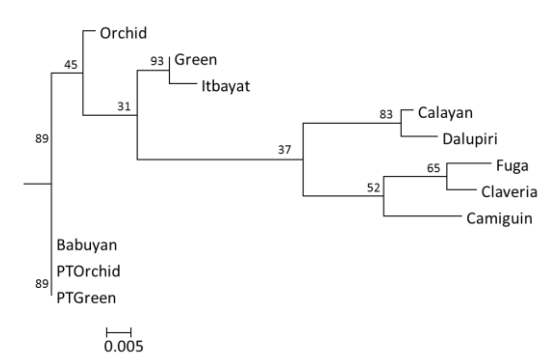 Orchid
45
93 Green
Itbayat
31
83 Calayan
89
Dalupiri
37
65 Fuga
52
Claveria
Camiguin
Babuyan
PTOrchid
89
PTGreen
0.005